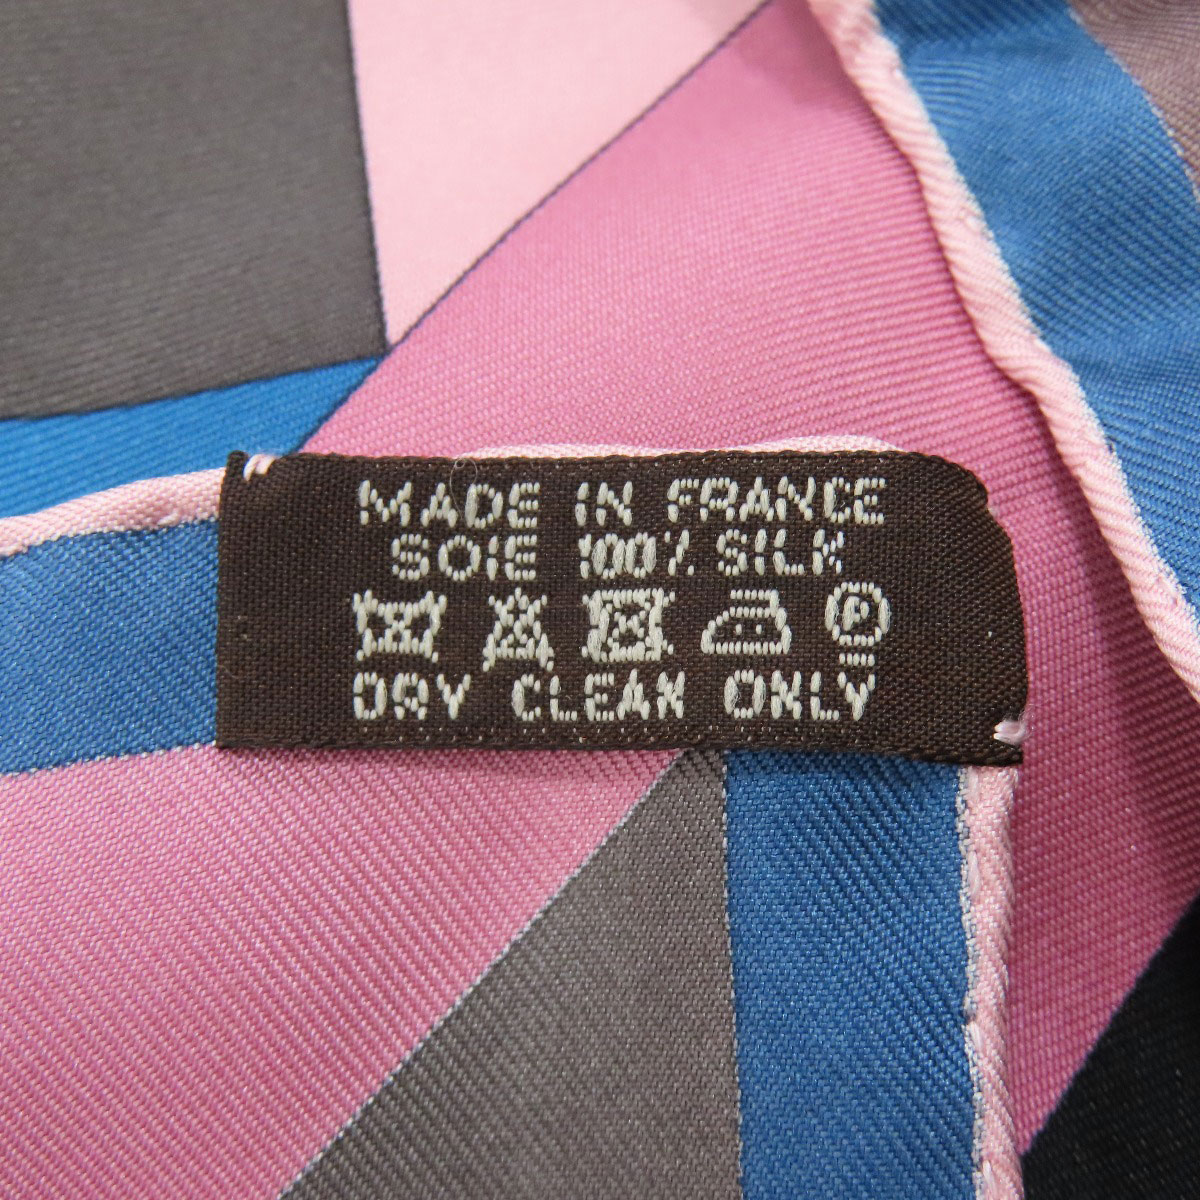 MADE IN FRANCE
SOIE 100% SILK
P
DRY CLEAN ONLY